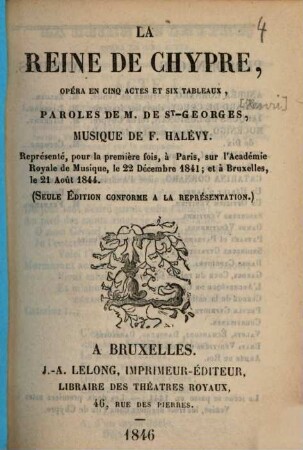 4
LA
REINE DE CHYPRE,
OPÉRA EN CINQ ACTES ET SIX TABLEAUX,
PAROLES DE M. DE ST-GEORGES,
MUSIQUE DE F. HALÉVY.
Représenté, pour la première fois, à Paris, sur l'Académie
Royale de Musique, le 22 Décembre 1841; et à Bruxelles,
le 21 Août 1844.
(SEULE ÉDITION CONFORME A LA REPRÉSENTATION.)
A BRUXELLES.
J.-A. LELONG, IMPRIMEUR-ÉDITEUR,
LIBRAIRE DES THÉATRES ROYAUX,
46, RUE DES PIERRES.
1846